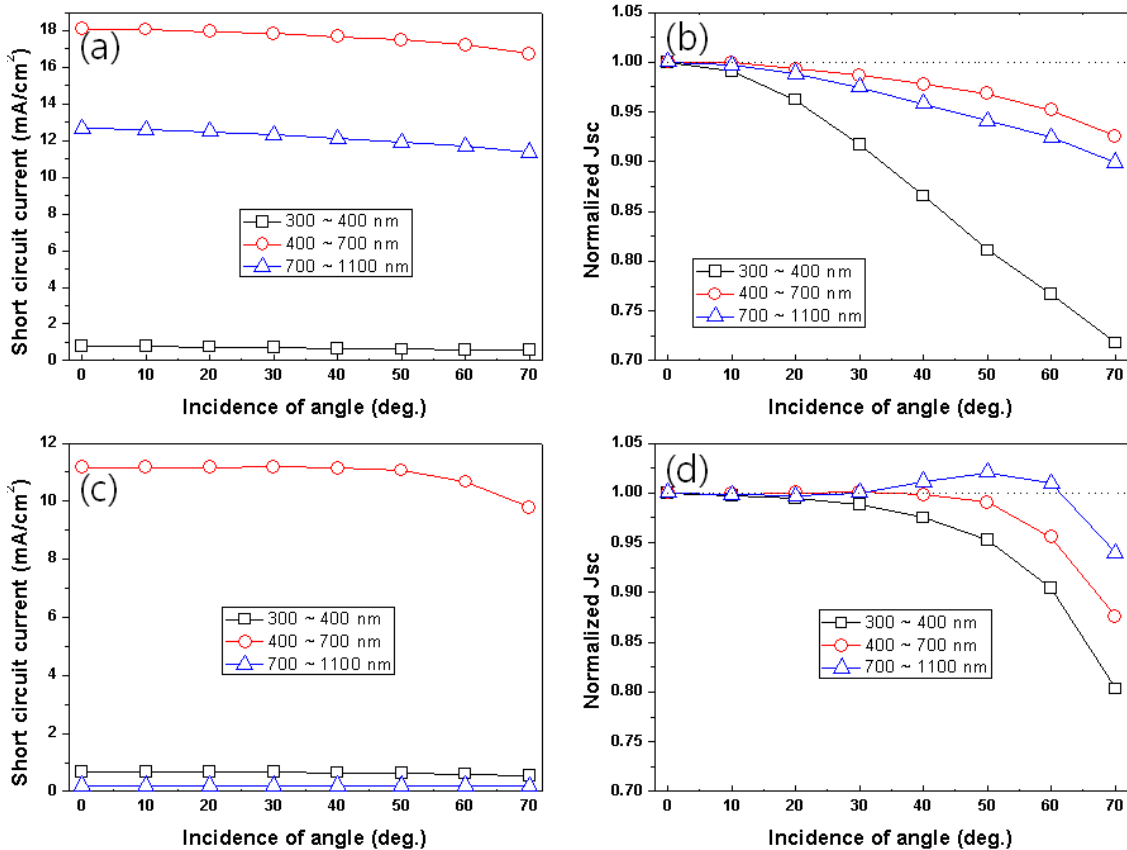 (a)
Short circuit current (mA/cm²)
18
16
14
12
10
8
6
4
2
0
300 ~ 400 nm
400 ~ 700 nm
700 ~ 1100 nm
0 10 20 30 40 50 60 70
Incidence of angle (deg.)
(b)
Normalized Jsc
1.05
1.00
0.95
0.90
0.85
0.80
0.75
0.70
300 ~ 400 nm
400 ~ 700 nm
700 ~ 1100 nm
0 10 20 30 40 50 60 70
Incidence of angle (deg.)
(c)
Short circuit current (mA/cm²)
12
10
8
6
4
2
0
300 ~ 400 nm
400 ~ 700 nm
700 ~ 1100 nm
0 10 20 30 40 50 60 70
Incidence of angle (deg.)
(d)
Normalized Jsc
1.05
1.00
0.95
0.90
0.85
0.80
0.75
0.70
300 ~ 400 nm
400 ~ 700 nm
700 ~ 1100 nm
0 10 20 30 40 50 60 70
Incidence of angle (deg.)